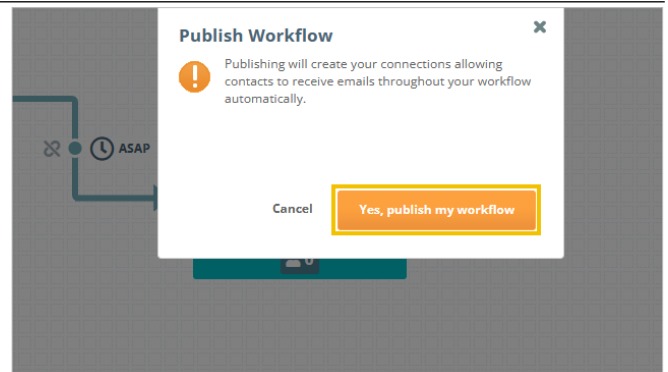 Publish Workflow
Publishing will create your connections allowing
contacts to receive emails throughout your workflow
automatically.
ASAP
Cancel
Yes, publish my workflow
0